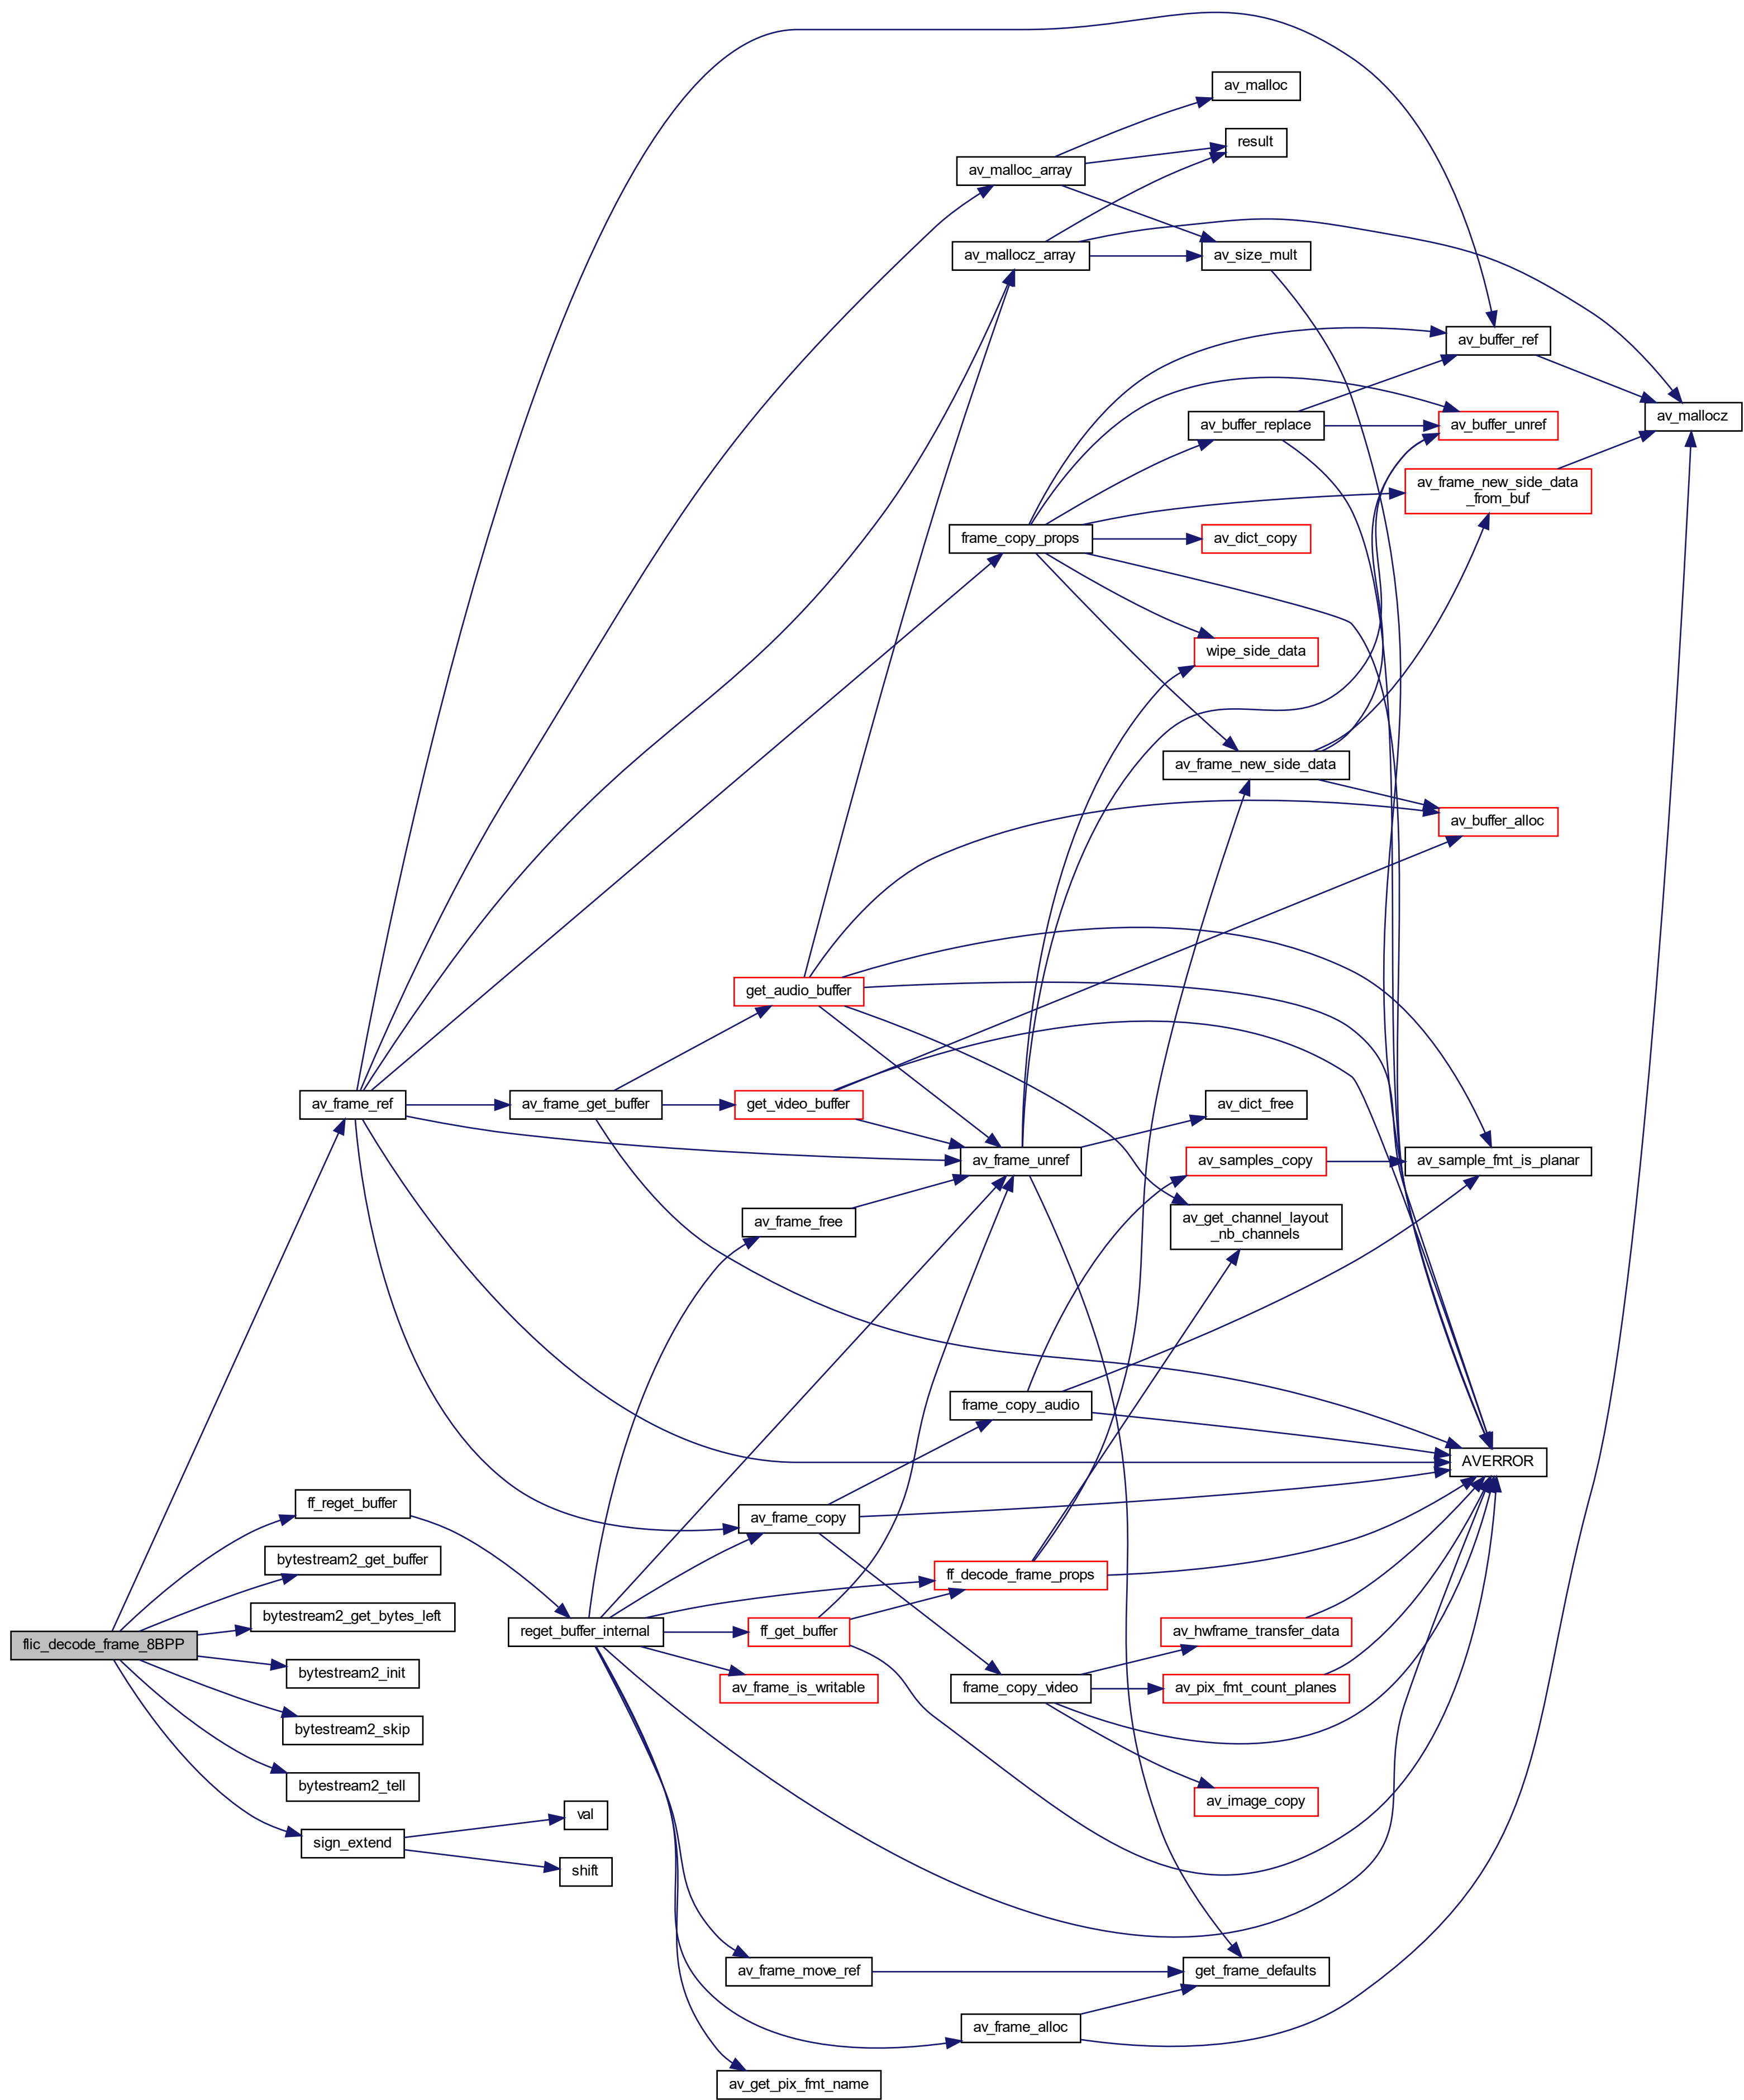 av_malloc
result
av_malloc_array
av_mallocz_array
av_size_mult
av_buffer_ref
av_mallocz
av_buffer_replace
av_buffer_unref
av_frame_new_side_data
_from_buf
frame_copy_props
av_dict_copy
wipe_side_data
av_frame_new_side_data
av_buffer_alloc
get_audio_buffer
av_frame_ref
av_frame_get_buffer
get_video_buffer
av_dict_free
av_frame_unref
av_samples_copy
av_sample_fmt_is_planar
av_frame_free
av_get_channel_layout
_nb_channels
frame_copy_audio
AVERROR
ff_reget_buffer
av_frame_copy
bytestream2_get_buffer
ff_decode_frame_props
bytestream2_get_bytes_left
flic_decode_frame_8BPP
reget_buffer_internal
ff_get_buffer
av_hwframe_transfer_data
bytestream2_init
av_frame_is_writable
frame_copy_video
av_pix_fmt_count_planes
bytestream2_skip
bytestream2_tell
av_image_copy
val
sign_extend
shift
av_frame_move_ref
get_frame_defaults
av_frame_alloc
av_get_pix_fmt_name